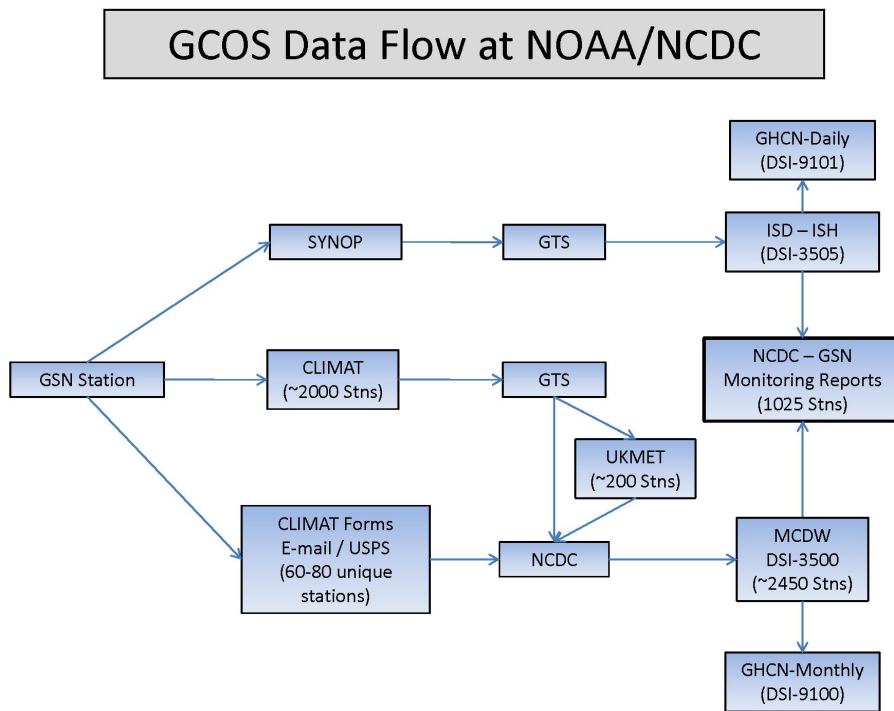 GCOS Data Flow at NOAA/NCDC
GHCN-Daily
(DSI-9101)
SYNOP
GTS
ISD – ISH
(DSI-3505)
GSN Station
CLIMAT
(~2000 Stns)
GTS
NCDC – GSN
Monitoring Reports
(1025 Stns)
UKMET
(~200 Stns)
CLIMAT Forms
E-mail / USPS
(60-80 unique
stations)
NCDC
MCDW
DSI-3500
(~2450 Stns)
GHCN-Monthly
(DSI-9100)